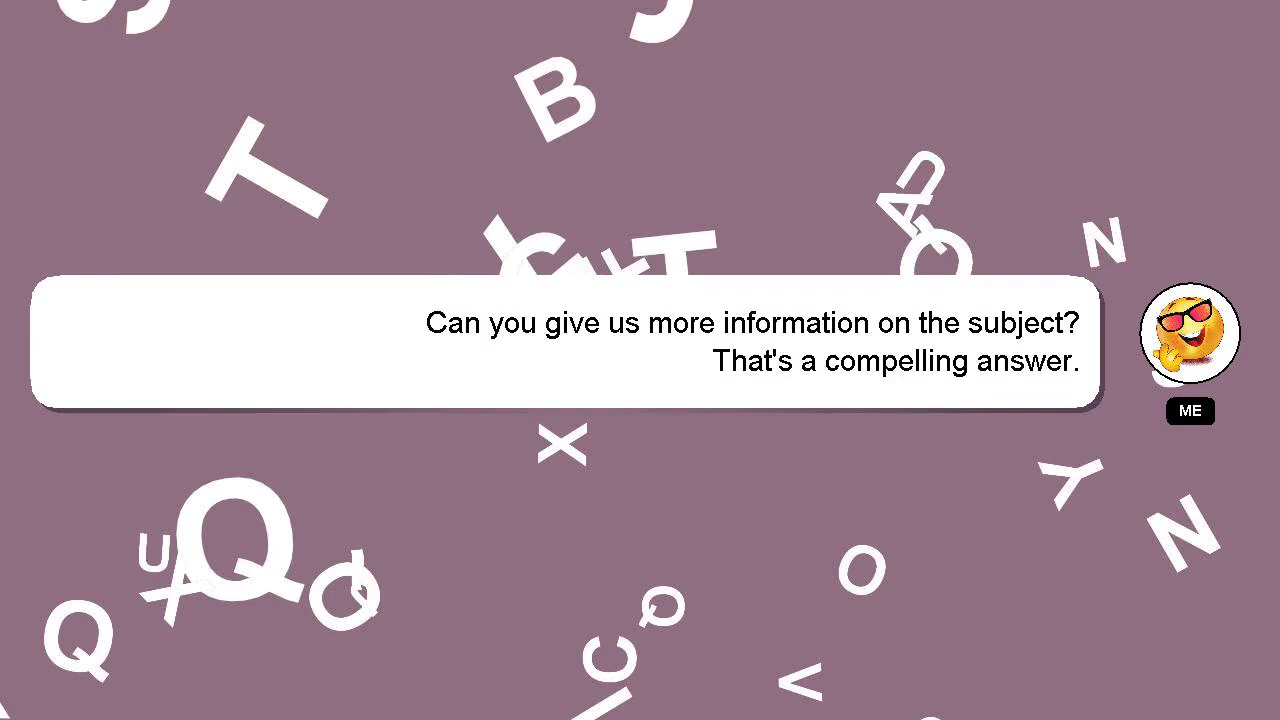 Can you give us more information on the subject?
That's a compelling answer.
ME